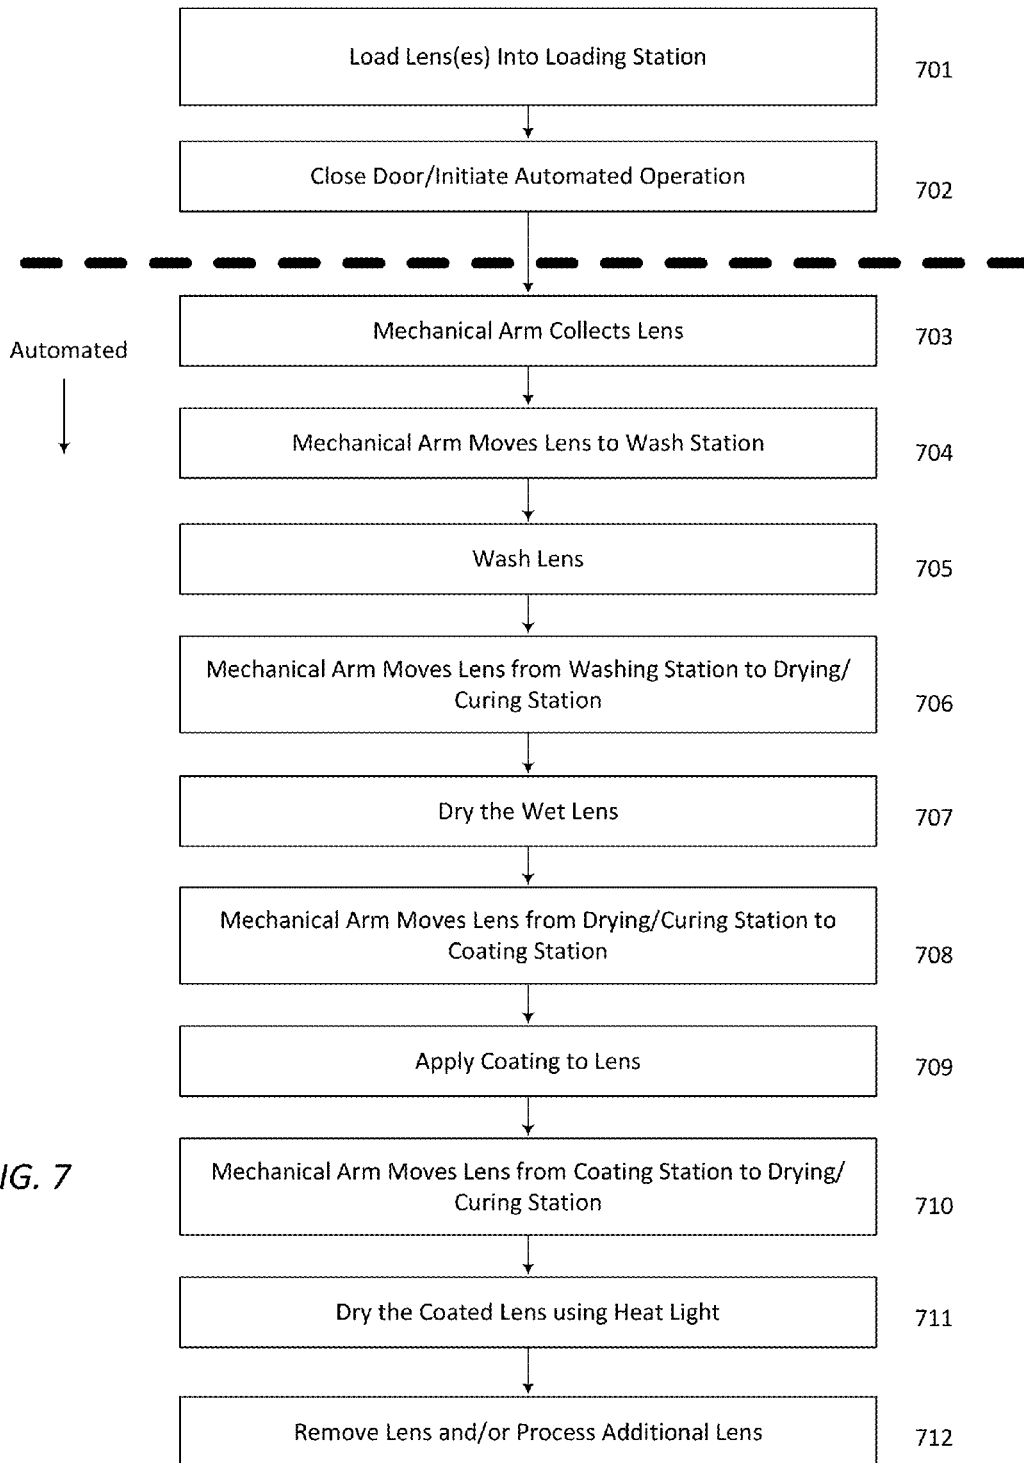 Load Lens(es) Into Loading Station
701
Close Door/Initiate Automated Operation
702
Mechanical Arm Collects Lens
703
Automated
Mechanical Arm Moves Lens to Wash Station
704
Wash Lens
705
Mechanical Arm Moves Lens from Washing Station to Drying/
Curing Station
706
Dry the Wet Lens
707
Mechanical Arm Moves Lens from Drying/Curing Station to
Coating Station
708
Apply Coating to Lens
709
IG. 7
Mechanical Arm Moves Lens from Coating Station to Drying/
Curing Station
710
Dry the Coated Lens using Heat Light
711
Remove Lens and/or Process Additional Lens
712